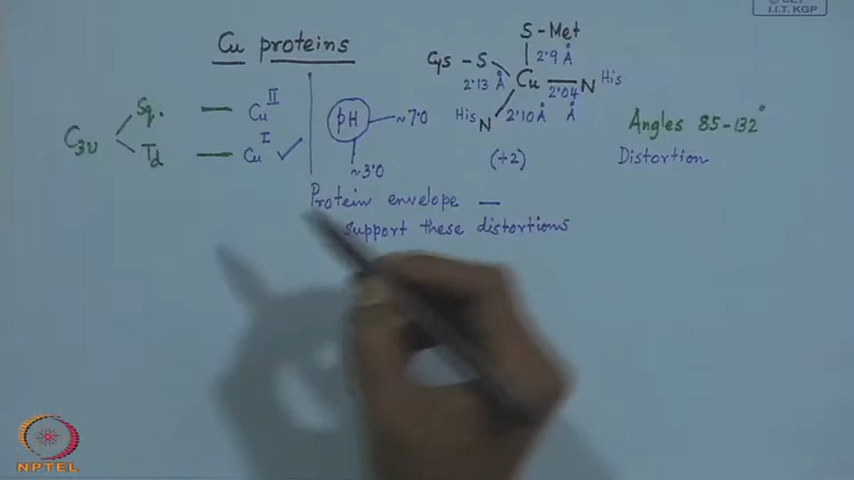 I.I.T. KGP
Cu proteins
S-Met
Cys-S
2.9 Å
2.13 Å
Cu
N His
2.04 Å
His N
2.10 Å
(+2)
C3v
Sq.
Td
Cu II
Cu I ✓
pH
~7.0
~3.0
Angles 85-132°
Distortion
Protein envelope —
support these distortions
NPTEL